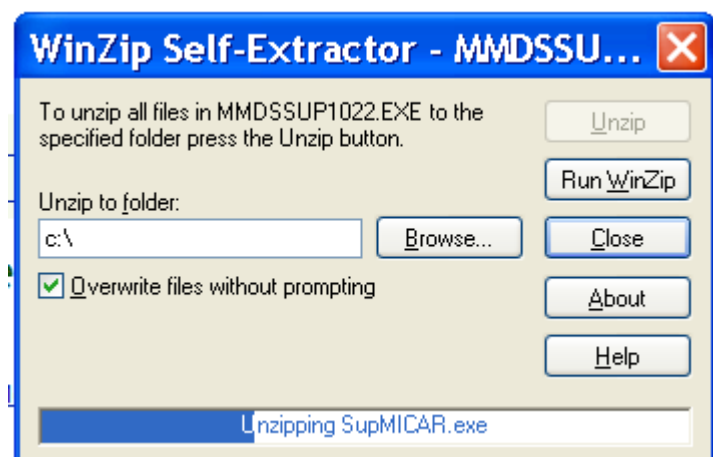 WinZip Self-Extractor - MMDSSU...
To unzip all files in MMDSSUP1022.EXE to the
specified folder press the Unzip button.
Unzip to folder:
c:\
Browse...
Overwrite files without prompting
Unzip
Run WinZip
Close
About
Help
Unzipping SupMICAR.exe